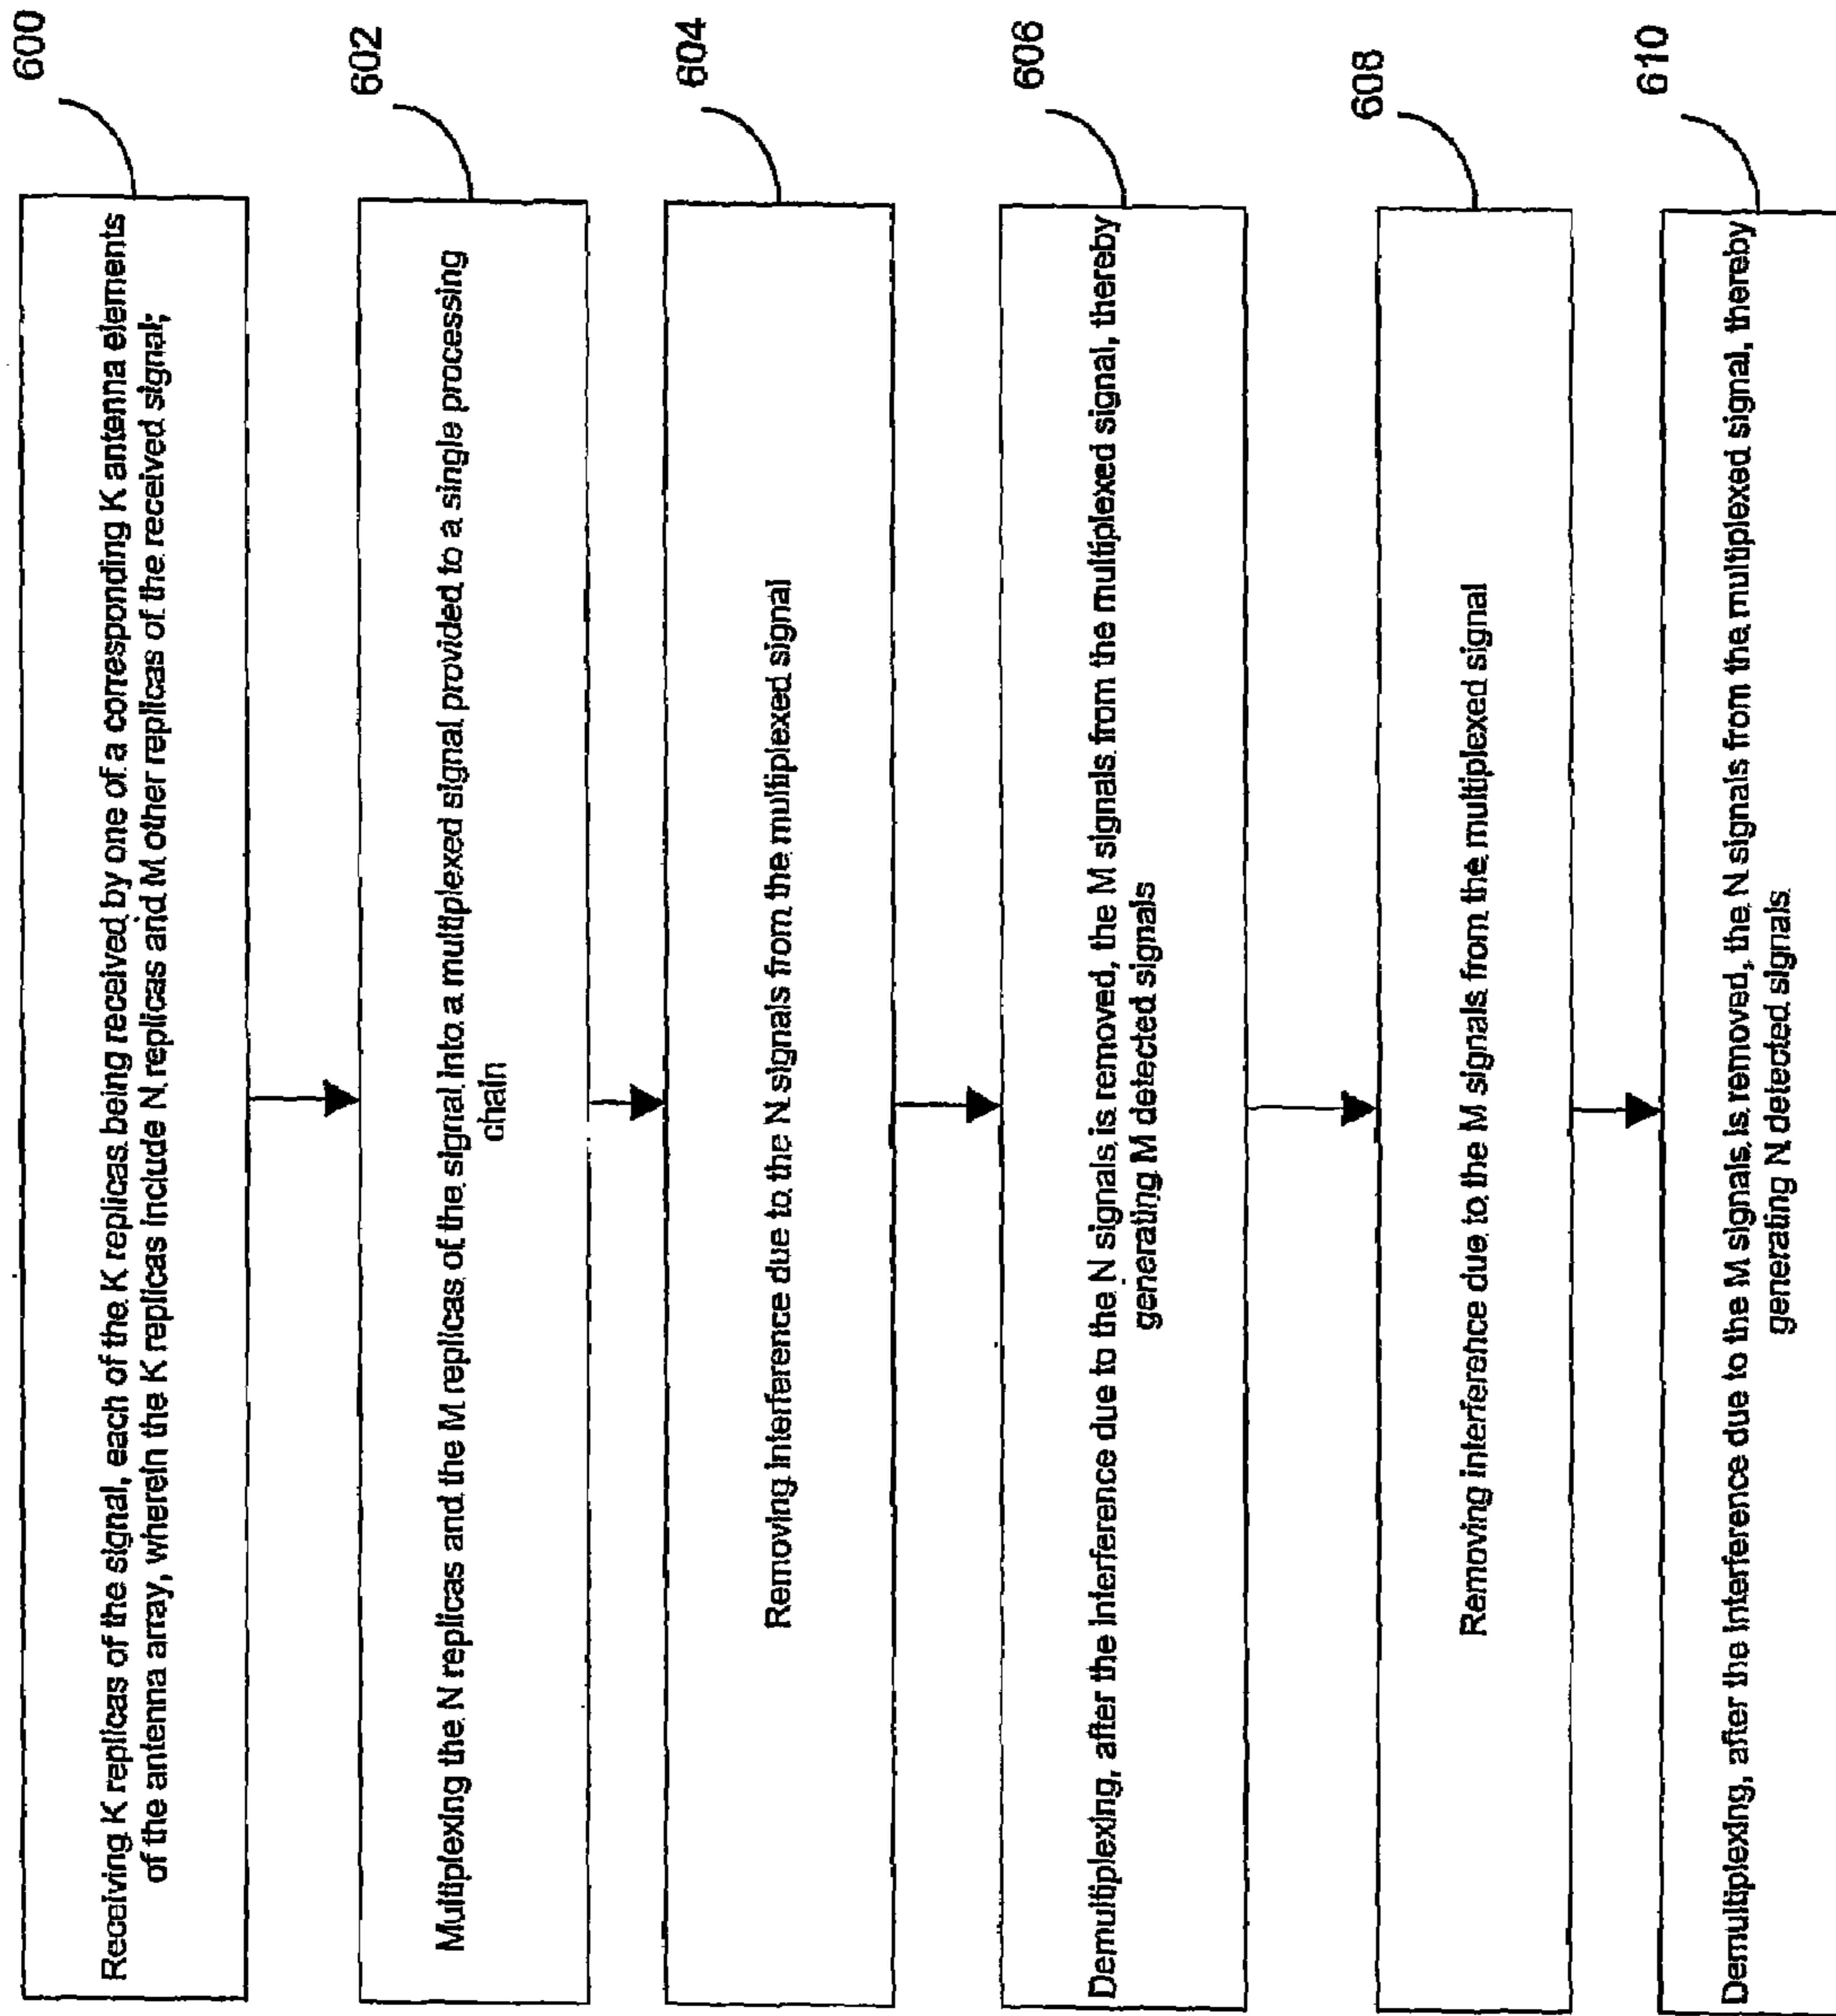 600
Receiving K replicas of the signal, each of the K replicas being received by one of a corresponding K antenna elements
of the antenna array, wherein the K replicas include N replicas and M other replicas of the received signal;
602
Multiplexing the N replicas and the M replicas of the signal into a multiplexed signal provided to a single processing
chain
604
Removing interference due to the N signals from the multiplexed signal
606
Demultiplexing, after the interference due to the N signals is removed, the M signals from the multiplexed signal, thereby
generating M detected signals
608
Removing interference due to the M signals from the multiplexed signal
610
Demultiplexing, after the interference due to the M signals is removed, the N signals from the multiplexed signal, thereby
generating N detected signals